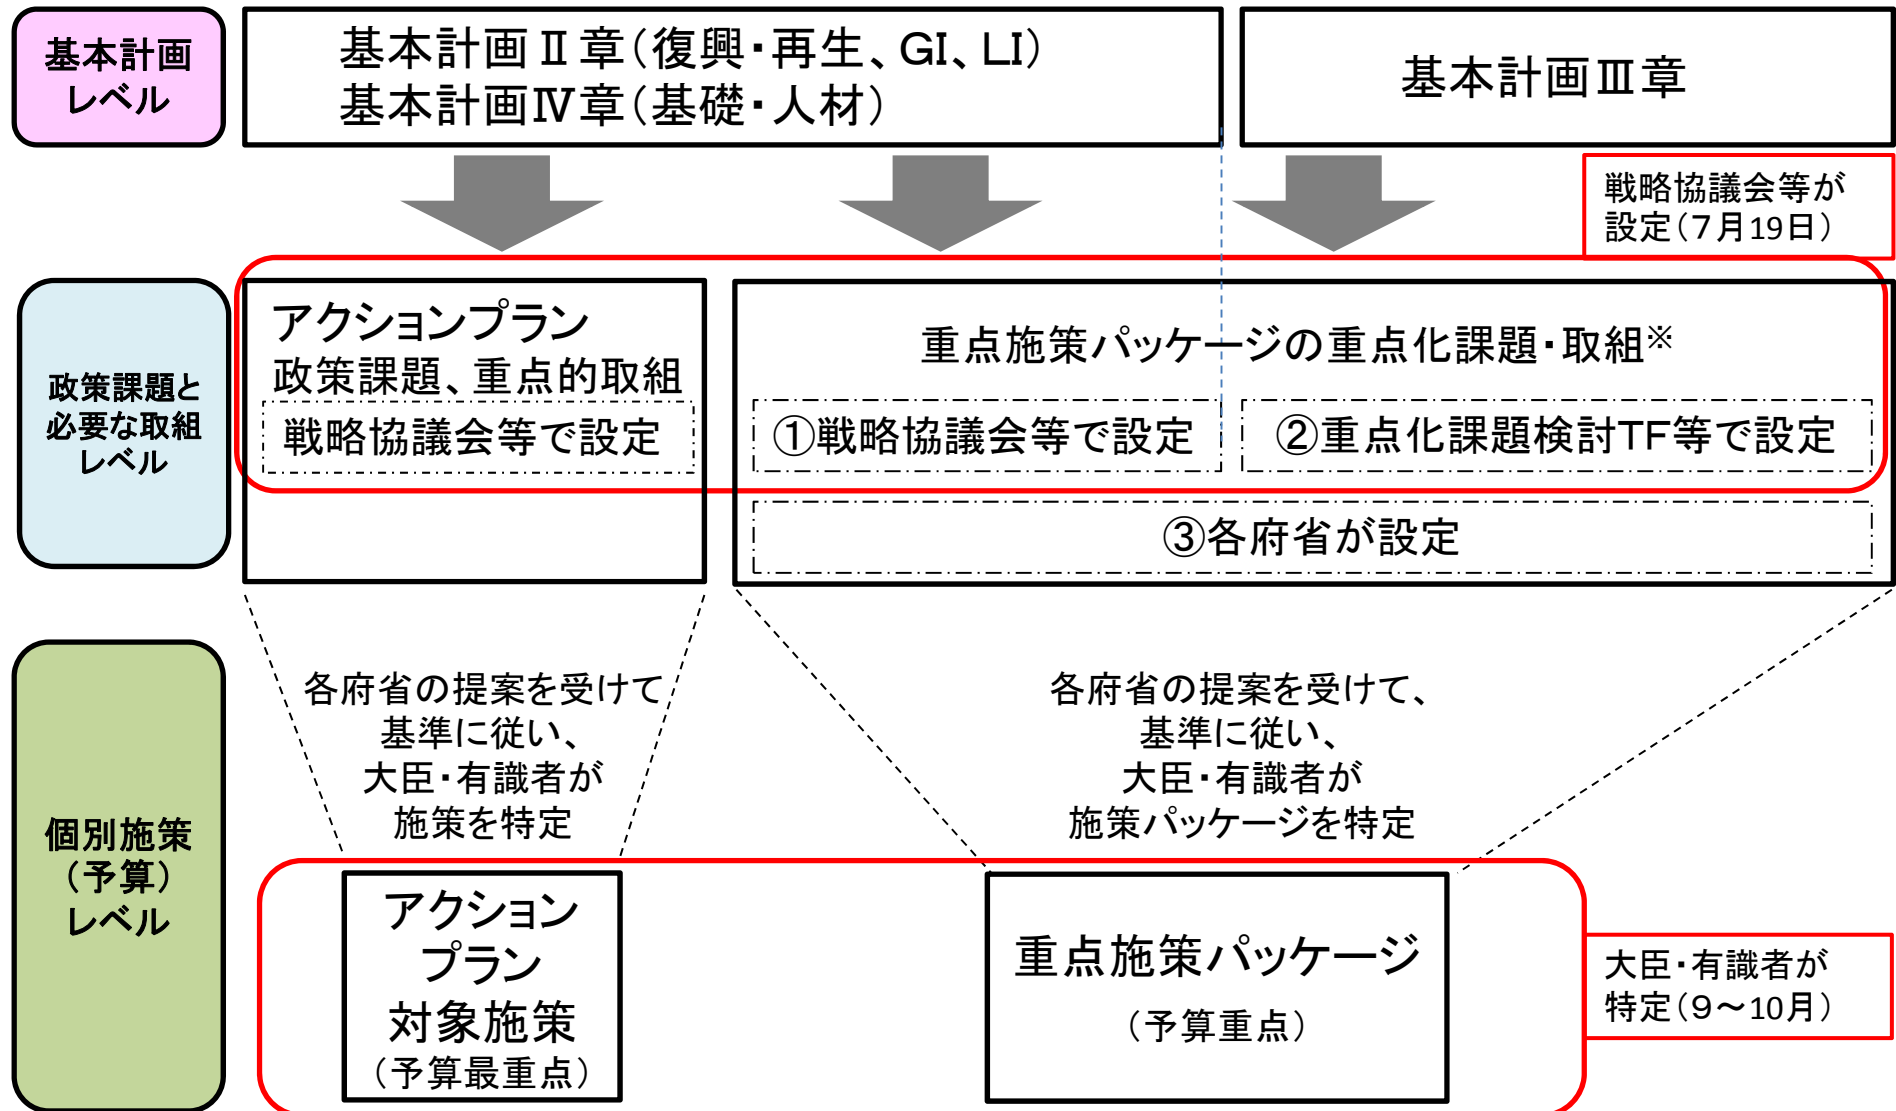 基本計画
レベル
基本計画Ⅱ章（復興・再生、GI、LI）
基本計画Ⅳ章（基礎・人材）
基本計画Ⅲ章
戦略協議会等が
設定（７月19日）
政策課題と
必要な取組
レベル
アクションプラン
政策課題、重点的取組
戦略協議会等で設定
重点施策パッケージの重点化課題・取組※
①戦略協議会等で設定
②重点化課題検討TF等で設定
③各府省が設定
個別施策
（予算）
レベル
各府省の提案を受けて
基準に従い、
大臣・有識者が
施策を特定
各府省の提案を受けて、
基準に従い、
大臣・有識者が
施策パッケージを特定
アクション
プラン
対象施策
（予算最重点）
重点施策パッケージ
（予算重点）
大臣・有識者が
特定（９～10月）